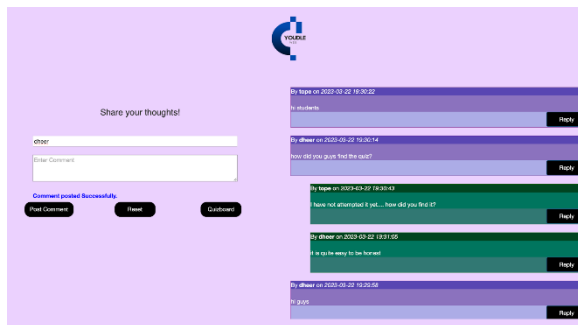 YOUDLE
Share your thoughts!
dheer
Enter Comment
Comment posted Successfully.
Post Comment
Reset
Quizboard
By tope on 2023-03-22 19:30:22
hi students
Reply
By dheer on 2023-03-22 19:30:14
how did you guys find the quiz?
Reply
By tope on 2023-03-22 19:30:43
I have not attempted it yet.... how did you find it?
Reply
By dheer on 2023-03-22 19:31:05
it is quite easy to be honest
Reply
By dheer on 2023-03-22 19:29:58
hi guys
Reply